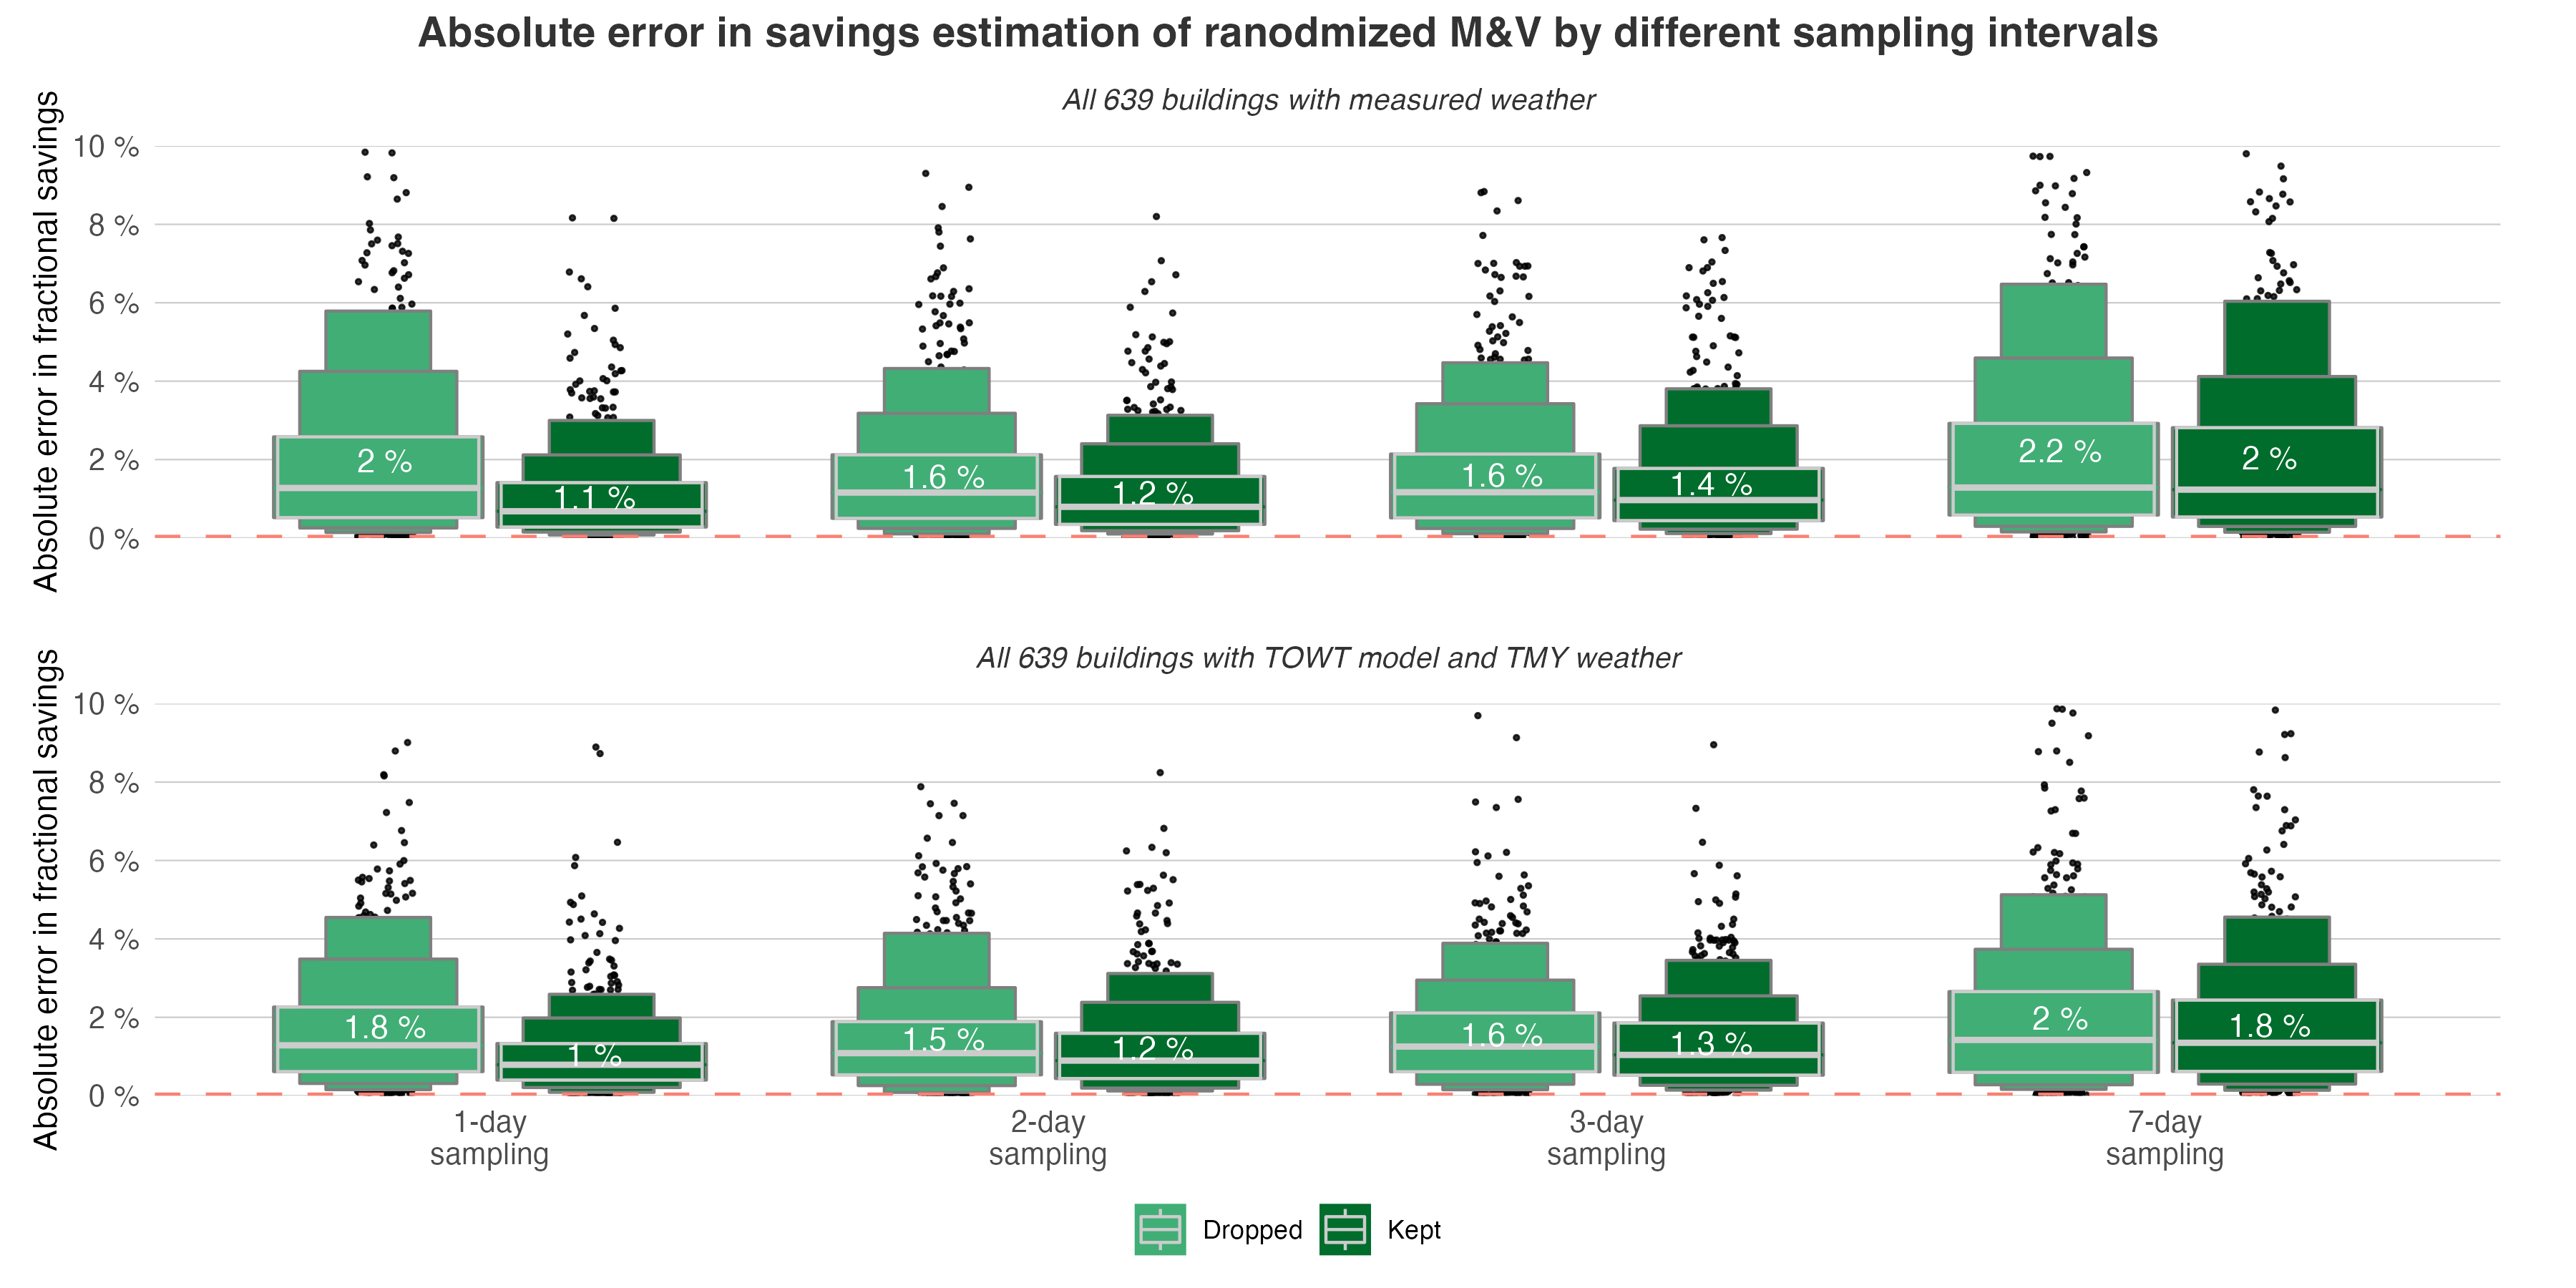 Absolute error in savings estimation of ranodmized M&V by different sampling intervals
All 639 buildings with measured weather
Absolute error in fractional savings
10 %
8 %
6 %
4 %
2 %
0 %
2 %
1.1 %
1.6 %
1.2 %
1.6 %
1.4 %
2.2 %
2 %
All 639 buildings with TOWT model and TMY weather
Absolute error in fractional savings
10 %
8 %
6 %
4 %
2 %
0 %
1.8 %
1 %
1.5 %
1.2 %
1.6 %
1.3 %
2 %
1.8 %
1-day
sampling
2-day
sampling
3-day
sampling
7-day
sampling
Dropped
Kept